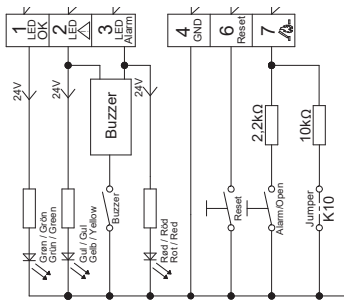 1
LED
OK
2
LED
3
LED
Alarm
4
GND
6
Reset
7
24V
24V
24V
Buzzer
2,2kΩ
10kΩ
Grøn / Grön
Grün / Green
Gul / Gul
Gelb / Yellow
Buzzer
Rød / Röd
Rot / Red
Reset
Alarm/Open
Jumper
K10